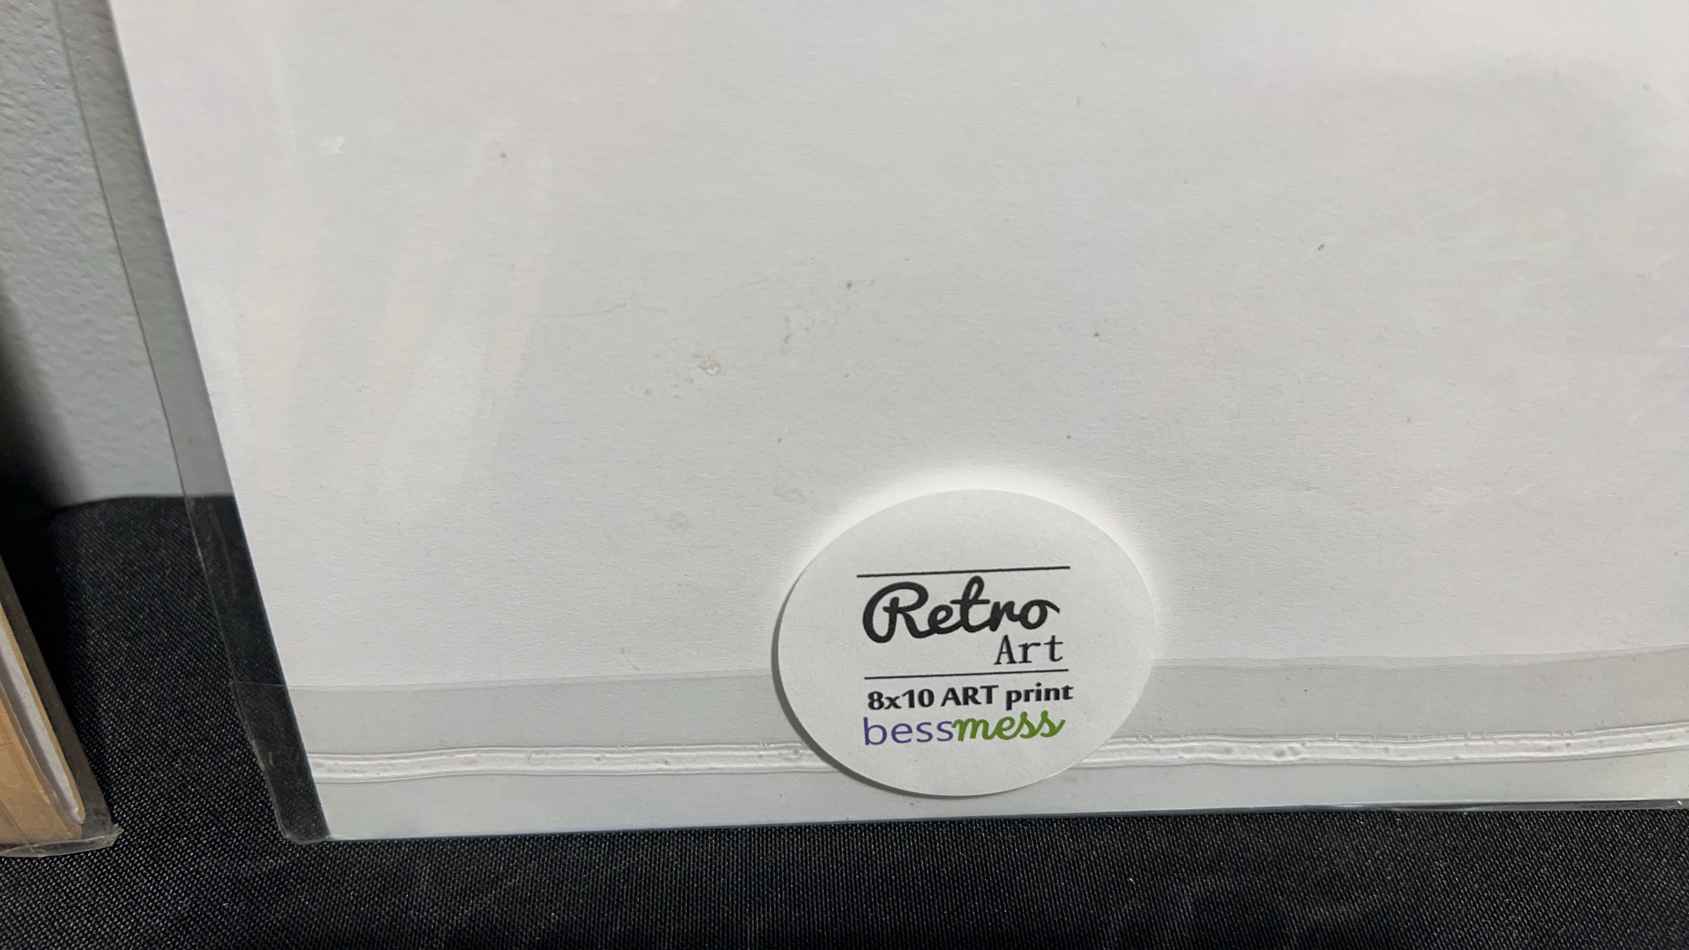 Retro
Art
8x10 ART print
bessmess